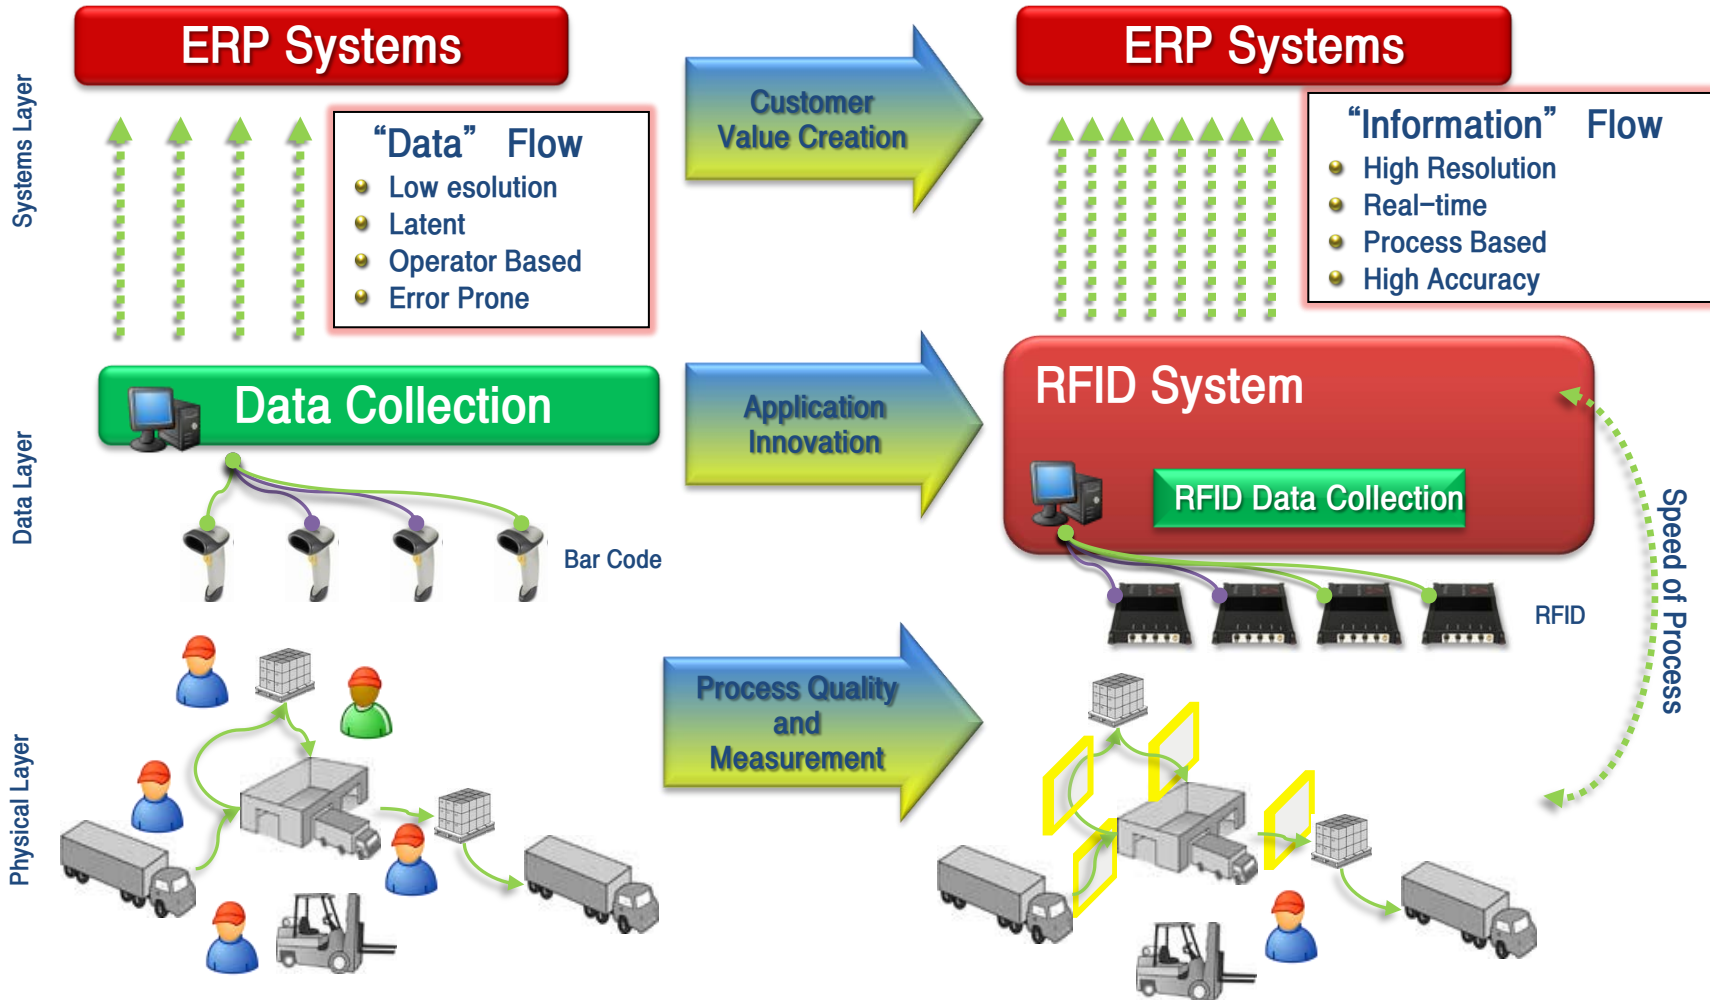 ERP Systems
Systems Layer
“Data” Flow
Low esolution
Latent
Operator Based
Error Prone
Customer
Value Creation
ERP Systems
“Information” Flow
High Resolution
Real-time
Process Based
High Accuracy
Data Layer
Data Collection
Bar Code
Application
Innovation
RFID System
RFID Data Collection
RFID
Speed of Process
Physical Layer
Process Quality
and
Measurement